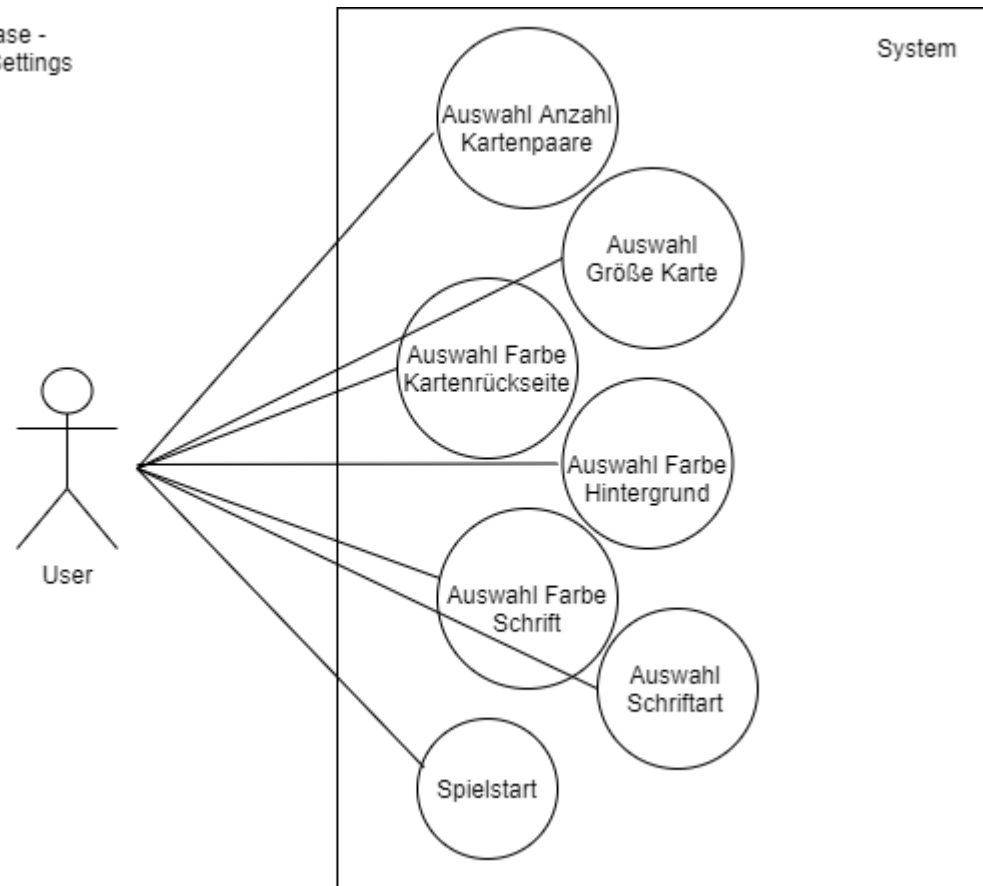 ase -
ettings
System
Auswahl Anzahl
Kartenpaare
Auswahl
Größe Karte
Auswahl Farbe
Kartenrückseite
Auswahl Farbe
Hintergrund
User
Auswahl Farbe
Schrift
Auswahl
Schriftart
Spielstart